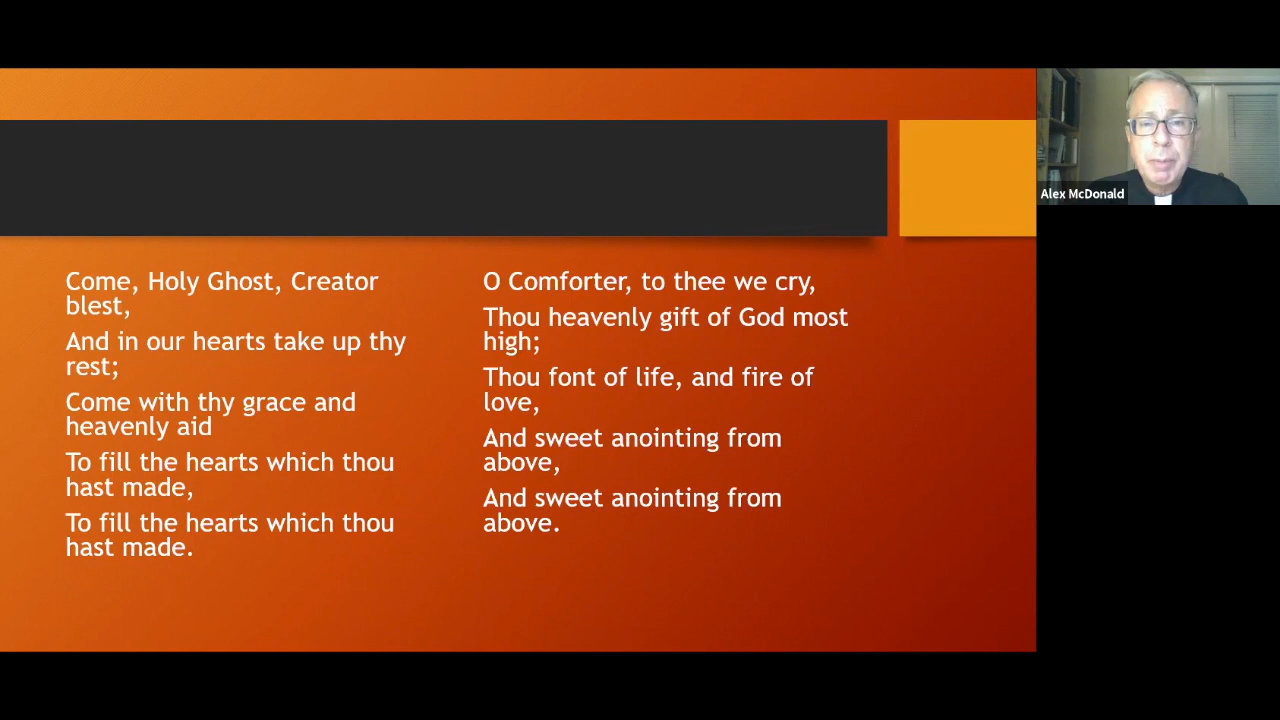 Come, Holy Ghost, Creator
blest,
And in our hearts take up thy
rest;
Come with thy grace and
heavenly aid
To fill the hearts which thou
hast made,
To fill the hearts which thou
hast made.
O Comforter, to thee we cry,
Thou heavenly gift of God most
high;
Thou font of life, and fire of
love,
And sweet anointing from
above,
And sweet anointing from
above.
Alex McDonald